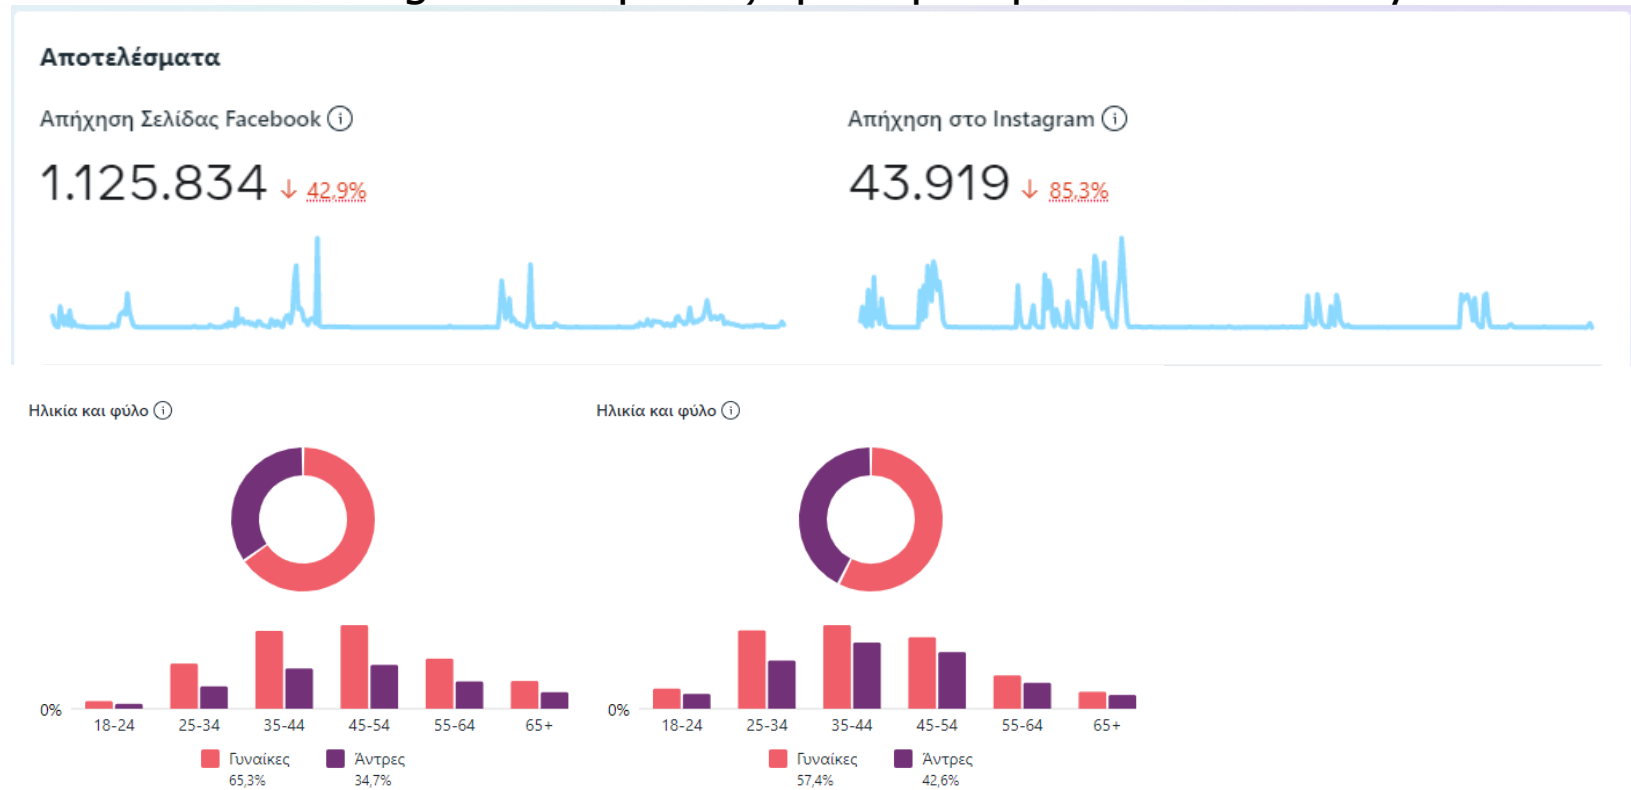 Αποτελέσματα
Απήχηση Σελίδας Facebook
1.125.834 ↓ 42,9%
Απήχηση στο Instagram
43.919 ↓ 85,3%
Ηλικία και φύλο
0%
18-24 25-34 35-44 45-54 55-64 65+
Γυναίκες Άντρες
65,3% 34,7%
Ηλικία και φύλο
0%
18-24 25-34 35-44 45-54 55-64 65+
Γυναίκες Άντρες
57,4% 42,6%